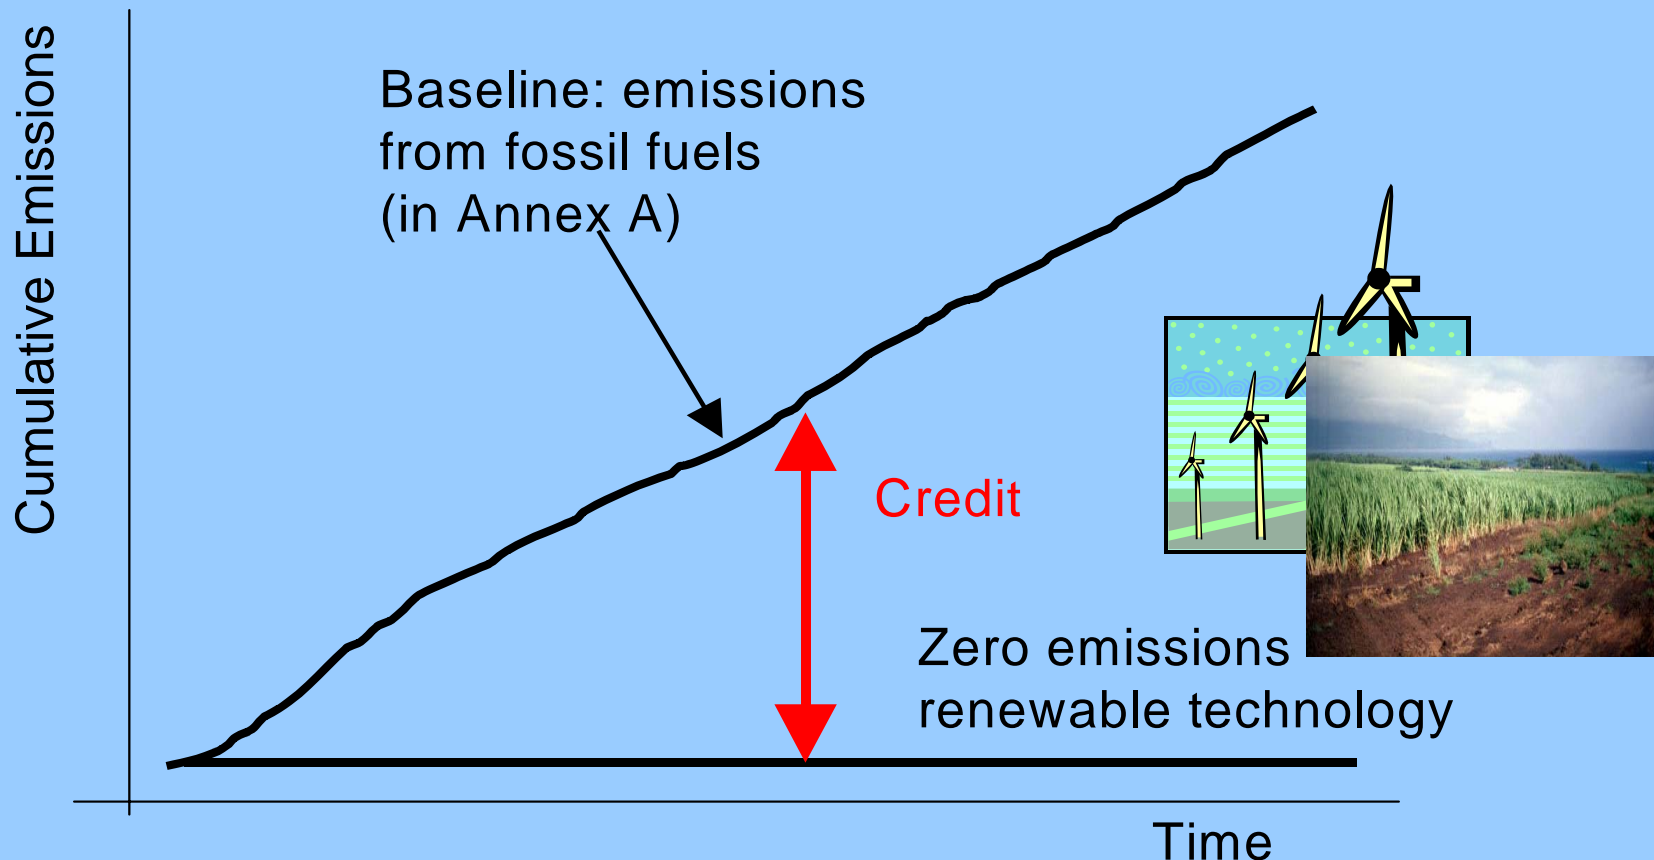 Cumulative Emissions
Baseline: emissions
from fossil fuels
(in Annex A)
Credit
Zero emissions
renewable technology
Time